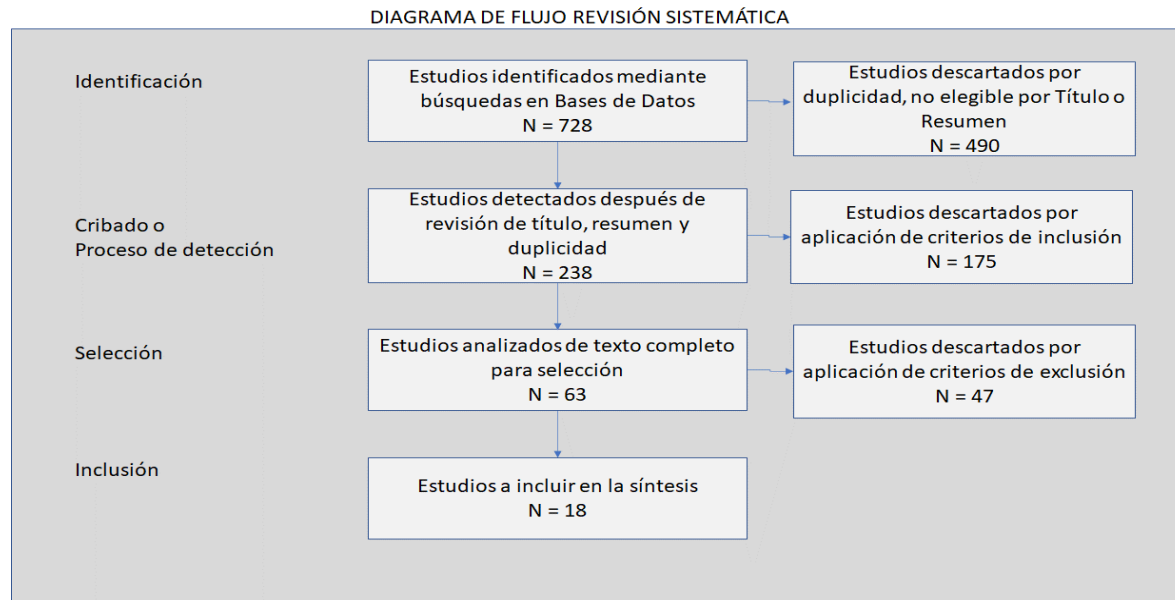 DIAGRAMA DE FLUJO REVISIÓN SISTEMÁTICA
Identificación
Estudios identificados mediante
búsquedas en Bases de Datos
N = 728
Estudios descartados por
duplicidad, no elegible por Título o
Resumen
N = 490
Cribado o
Proceso de detección
Estudios detectados después de
revisión de título, resumen y
duplicidad
N = 238
Estudios descartados por
aplicación de criterios de inclusión
N = 175
Selección
Estudios analizados de texto completo
para selección
N = 63
Estudios descartados por
aplicación de criterios de exclusión
N = 47
Inclusión
Estudios a incluir en la síntesis
N = 18